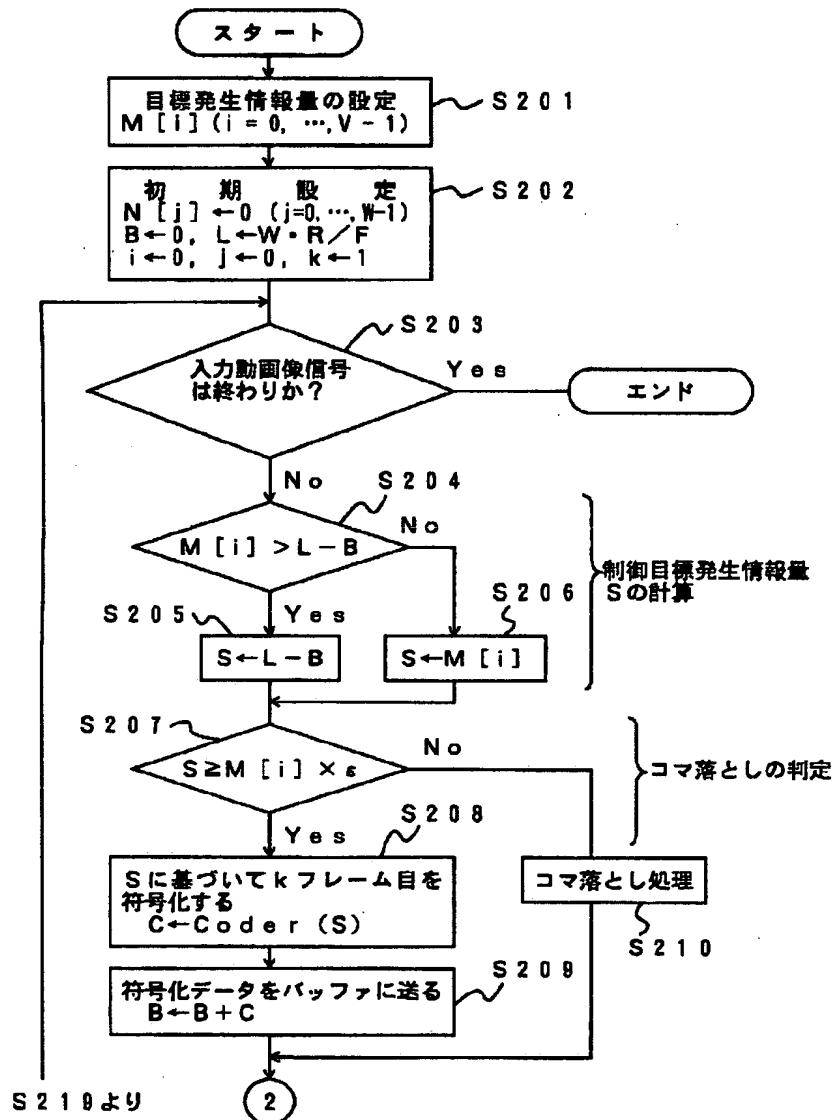 スタート
目標発生情報量の設定
M[i](i=0,…,V-1)
S201
初期設定
N[j]←0 (j=0,…,W-1)
B←0, L←W・R/F
i←0, j←0, k←1
S202
S203
入力動画像信号
は終わりか?
Yes
エンド
No
S204
M[i]>L-B
No
S205
Yes
S206
S←L-B
S←M[i]
制御目標発生情報量
Sの計算
S207
S≥M[i]×ε
No
コマ落としの判定
Yes
S208
Sに基づいてkフレーム目を
符号化する
C←Coder(S)
コマ落とし処理
S210
S209
符号化データをバッファに送る
B←B+C
S219より
2